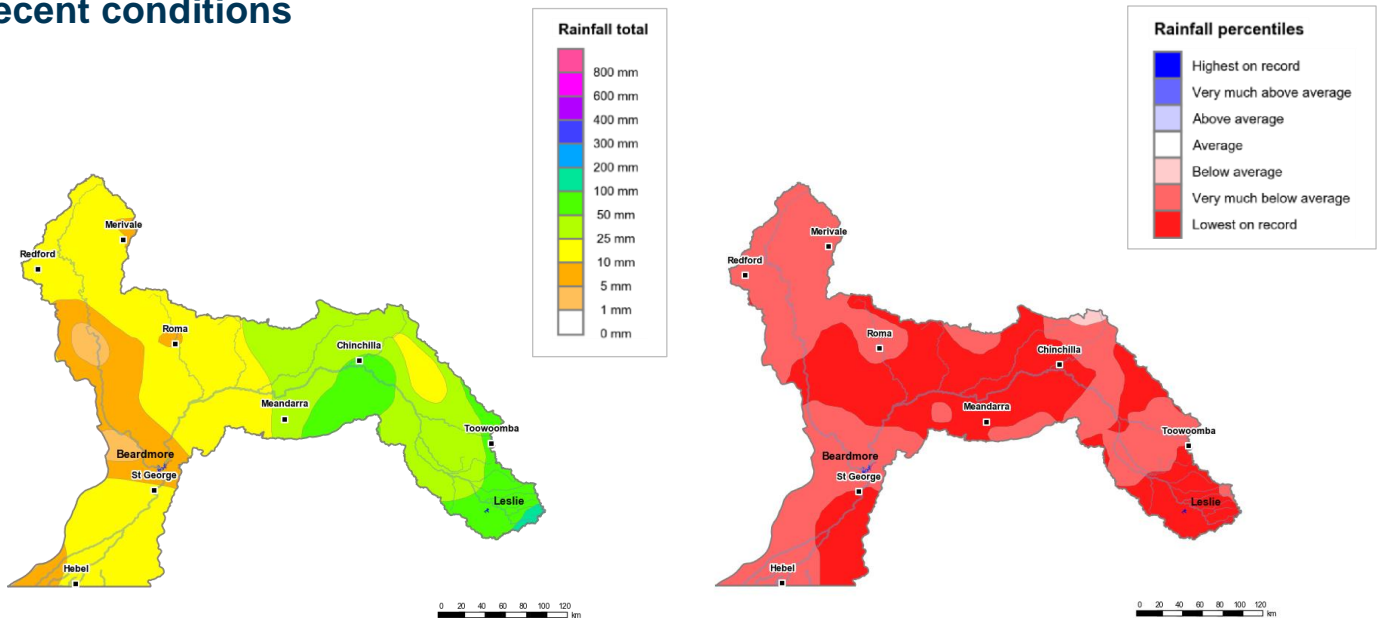 ecent conditions
Rainfall total
800 mm
600 mm
400 mm
300 mm
200 mm
100 mm
50 mm
25 mm
10 mm
5 mm
1 mm
0 mm
Merivale
Redford
Roma
Chinchilla
Meandarra
Toowoomba
Beardmore
St George
Leslie
Hebel
0 20 40 60 80 100 120
km
Rainfall percentiles
Highest on record
Very much above average
Above average
Average
Below average
Very much below average
Lowest on record
Merivale
Redford
Roma
Chinchilla
Meandarra
Toowoomba
Beardmore
St George
Leslie
Hebel
0 20 40 60 80 100 120
km